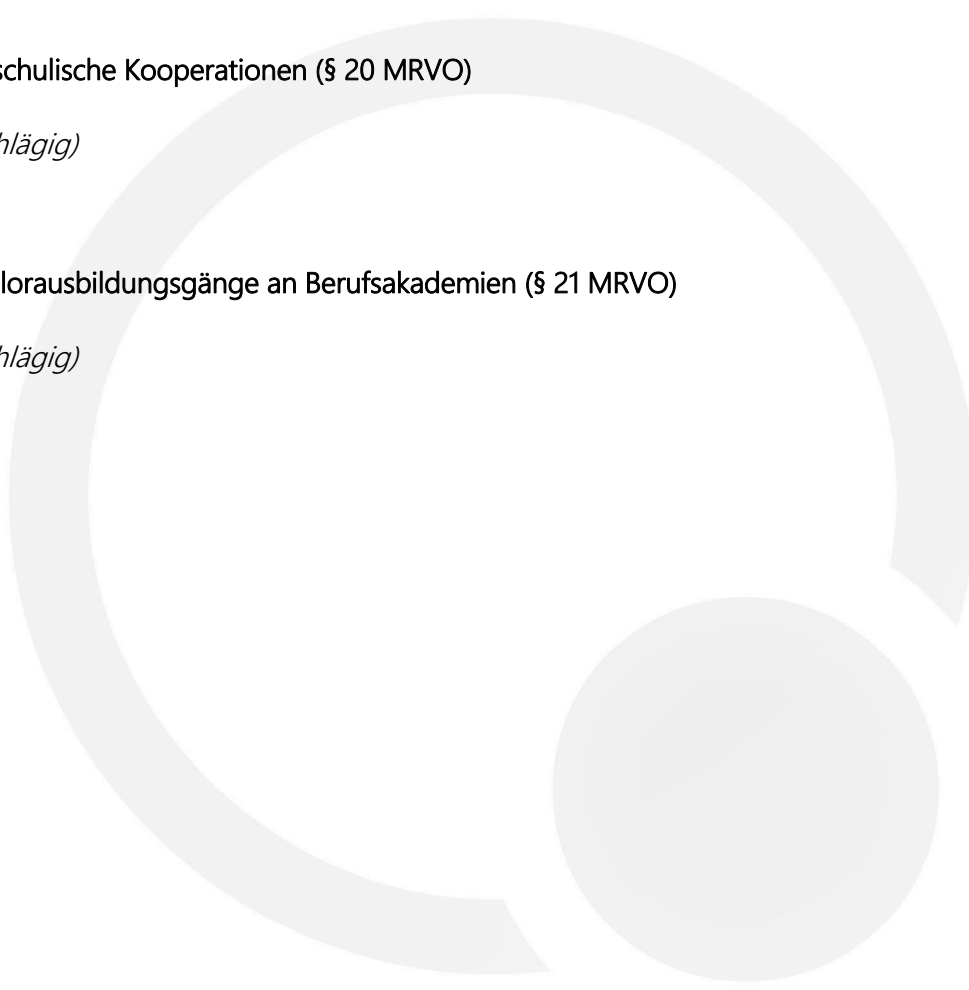 schulische Kooperationen (§ 20 MRVO)
hlägig)
lorausbildungsgänge an Berufsakademien (§ 21 MRVO)
hlägig)